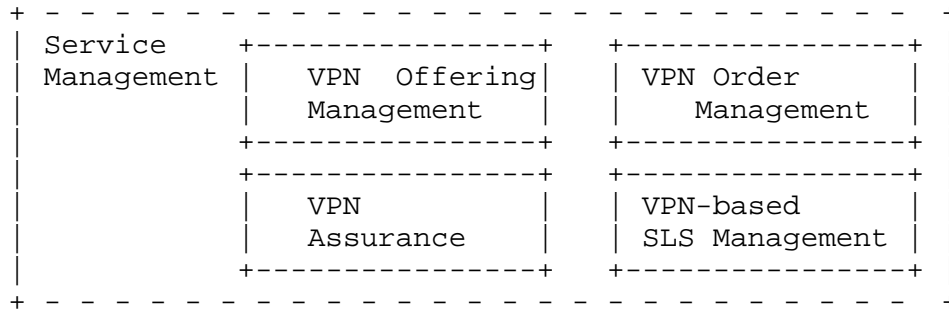 + - - - - - - - - - - - - - - - - - - - - - - - - - - -
| Service    +----------------+   +----------------+ |
| Management |   VPN  Offering|   | VPN Order      | |
|            |   Management   |   |    Management  | |
|            +----------------+   +----------------+ |
|            +----------------+   +----------------+ |
|            |   VPN          |   | VPN-based      | |
|            |   Assurance    |   | SLS Management | |
|            +----------------+   +----------------+ |
+ - - - - - - - - - - - - - - - - - - - - - - - - - - -